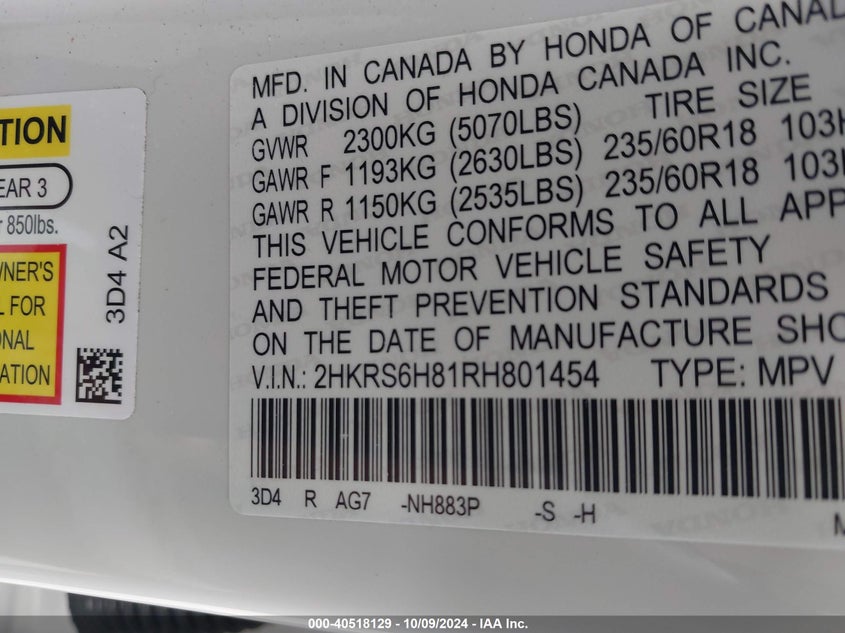 TION
EAR 3
850lbs.
WNER'S
L FOR
ONAL
ATION
3D4 A2
MFD. IN CANADA BY HONDA OF CANAD
A DIVISION OF HONDA CANADA INC.
GVWR 2300KG (5070LBS) TIRE SIZE
GAWR F 1193KG (2630LBS) 235/60R18 103H
GAWR R 1150KG (2535LBS) 235/60R18 103H
THIS VEHICLE CONFORMS TO ALL APP
FEDERAL MOTOR VEHICLE SAFETY
AND THEFT PREVENTION STANDARDS
ON THE DATE OF MANUFACTURE SHO
V.I.N.: 2HKRS6H81RH801454 TYPE: MPV
3D4 R AG7 -NH883P -S -H
000-40518129 - 10/09/2024 - IAA Inc.